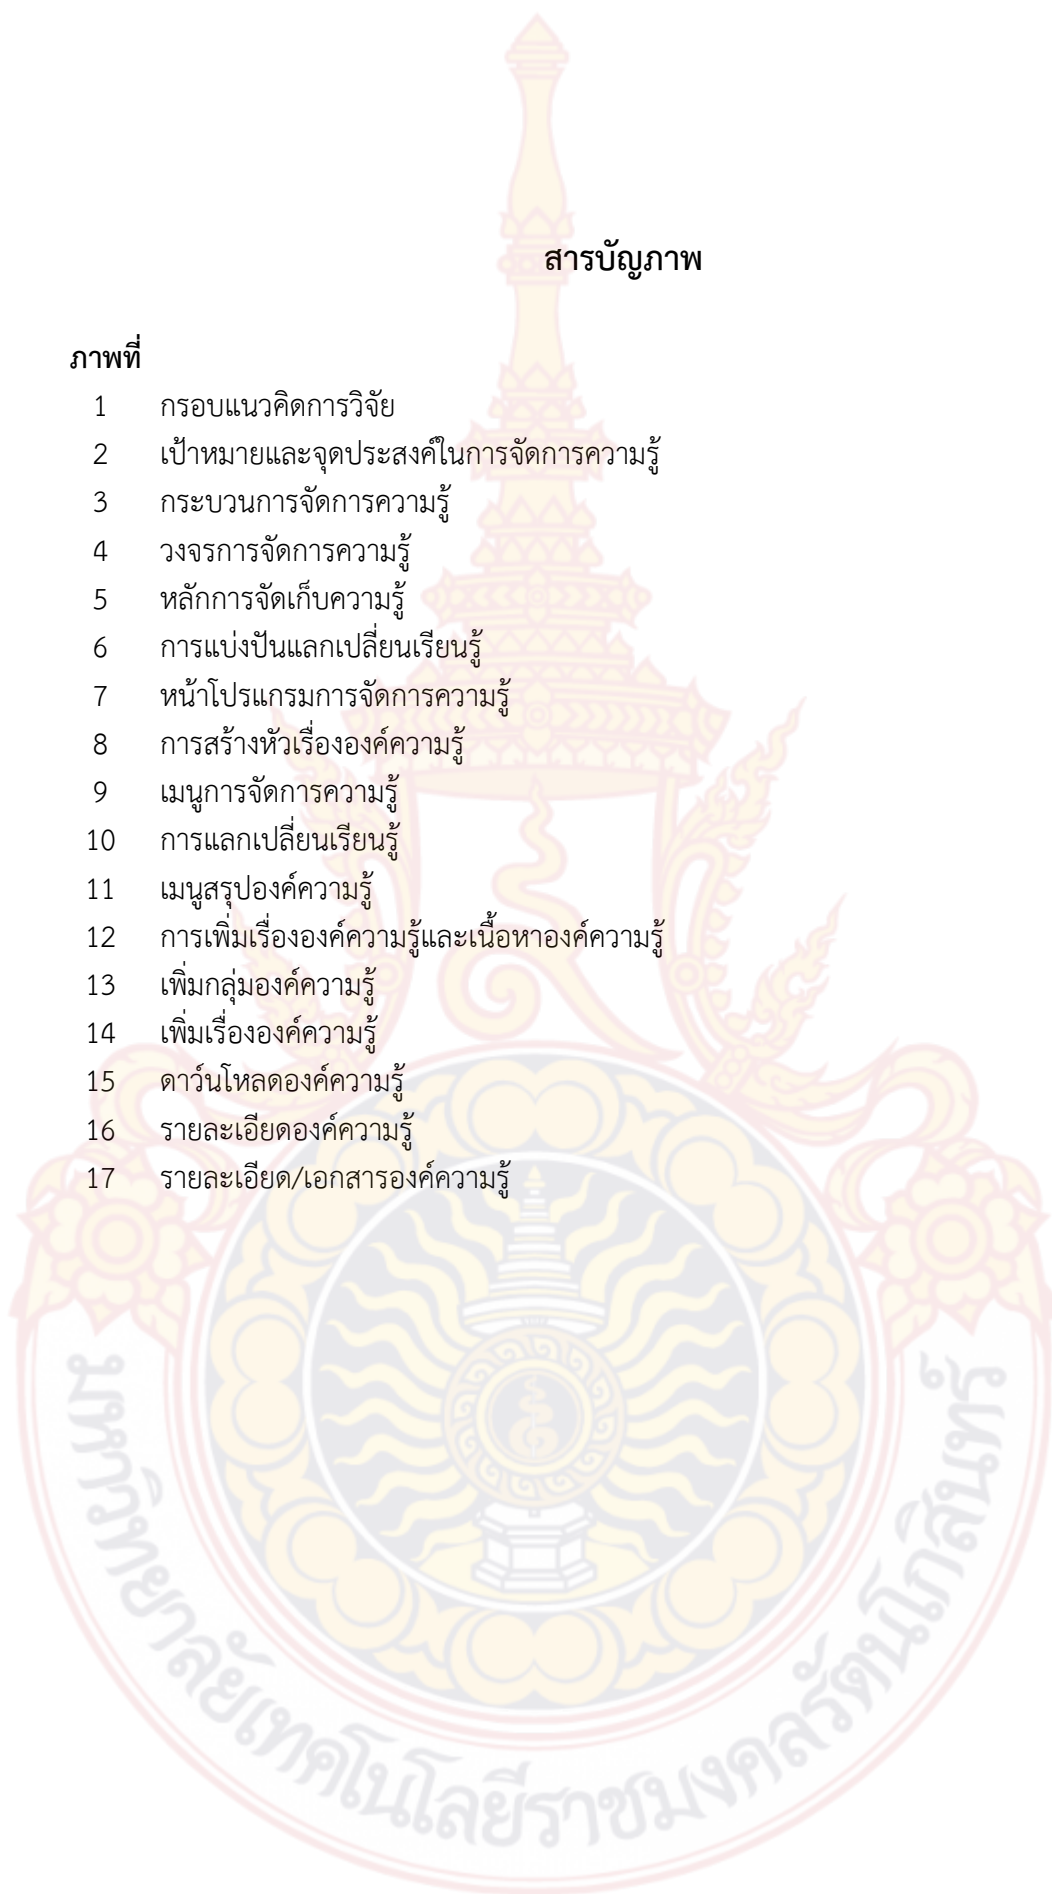 สารบัญภาพ
ภาพที่
1 กรอบแนวคิดการวิจัย
2 เป้าหมายและจุดประสงค์ในการจัดการความรู้
3 กระบวนการจัดการความรู้
4 วงจรการจัดการความรู้
5 หลักการจัดเก็บความรู้
6 การแบ่งปันแลกเปลี่ยนเรียนรู้
7 หน้าโปรแกรมการจัดการความรู้
8 การสร้างหัวเรื่ององค์ความรู้
9 เมนูการจัดการความรู้
10 การแลกเปลี่ยนเรียนรู้
11 เมนูสรุปองค์ความรู้
12 การเพิ่มเรื่ององค์ความรู้และเนื้อหาองค์ความรู้
13 เพิ่มกลุ่มองค์ความรู้
14 เพิ่มเรื่ององค์ความรู้
15 ดาว์นโหลดองค์ความรู้
16 รายละเอียดองค์ความรู้
17 รายละเอียด/เอกสารองค์ความรู้
มหาวิทยาลัยเทคโนโลยีราชมงคลรัตนโกสินทร์